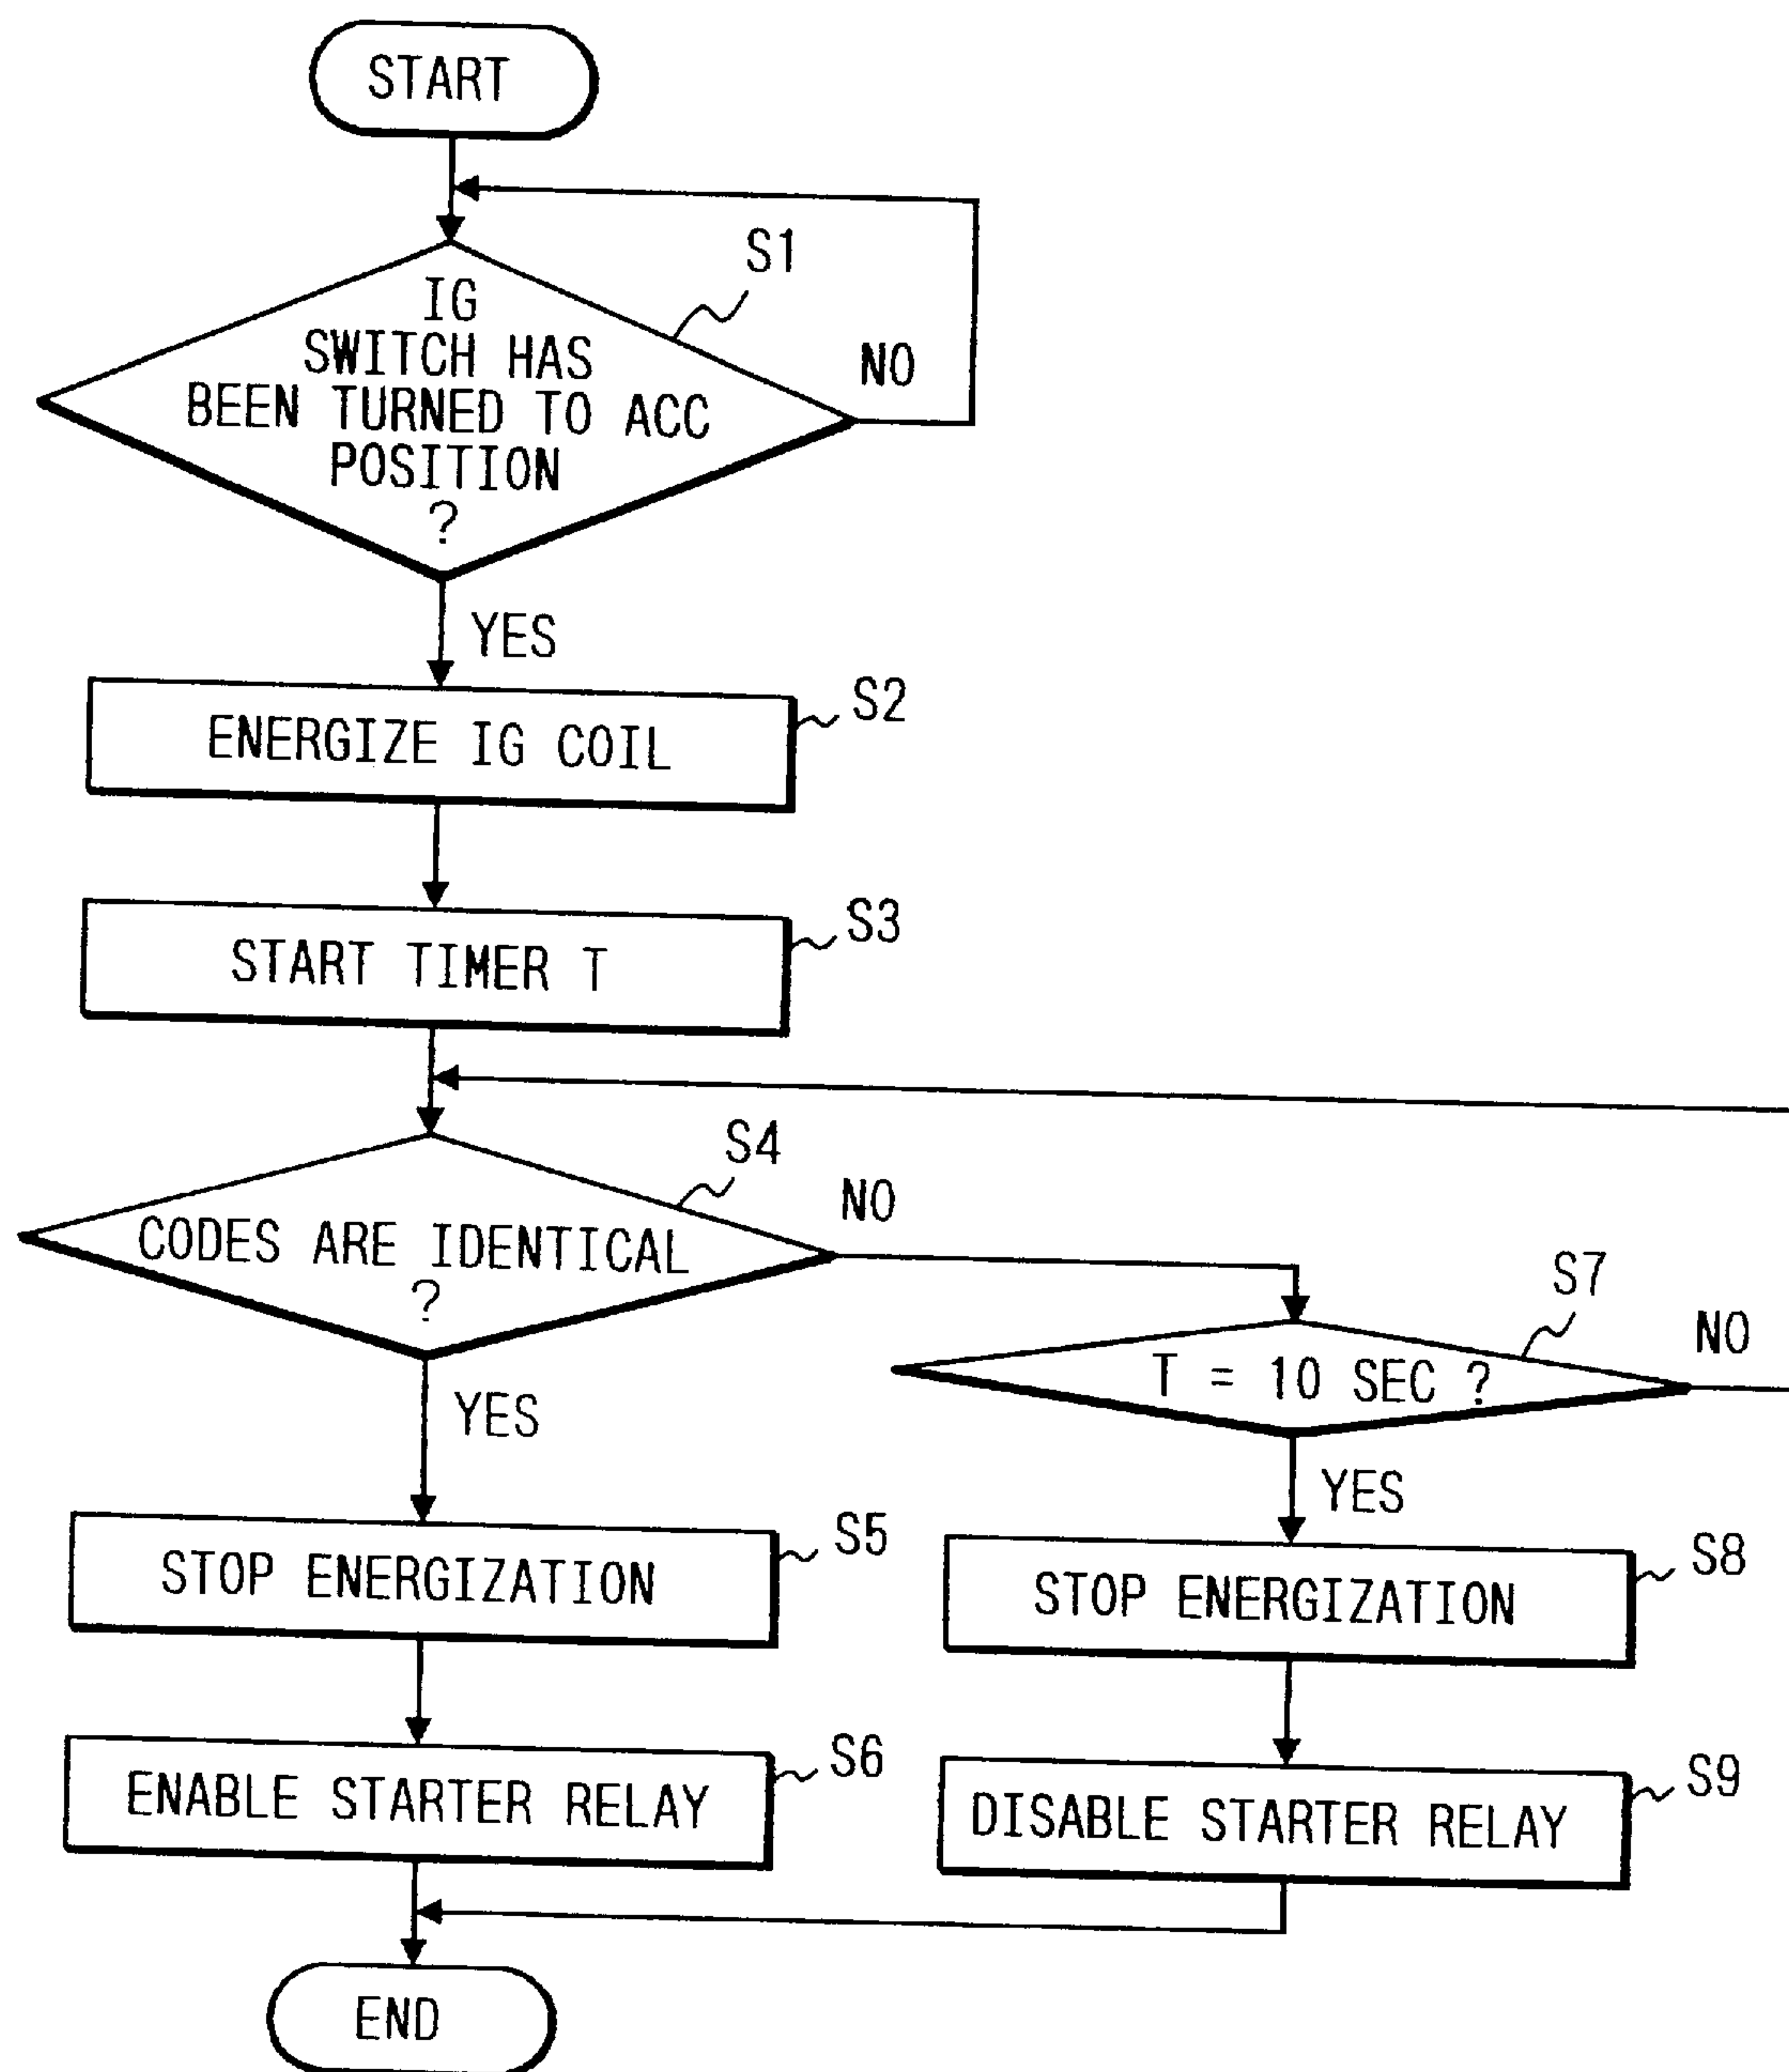 START
S1
IG
SWITCH HAS
BEEN TURNED TO ACC
POSITION
?
NO
YES
ENERGIZE IG COIL
S2
START TIMER T
S3
S4
CODES ARE IDENTICAL
?
NO
YES
S7
T = 10 SEC ?
NO
YES
STOP ENERGIZATION
S5
STOP ENERGIZATION
S8
ENABLE STARTER RELAY
S6
DISABLE STARTER RELAY
S9
END